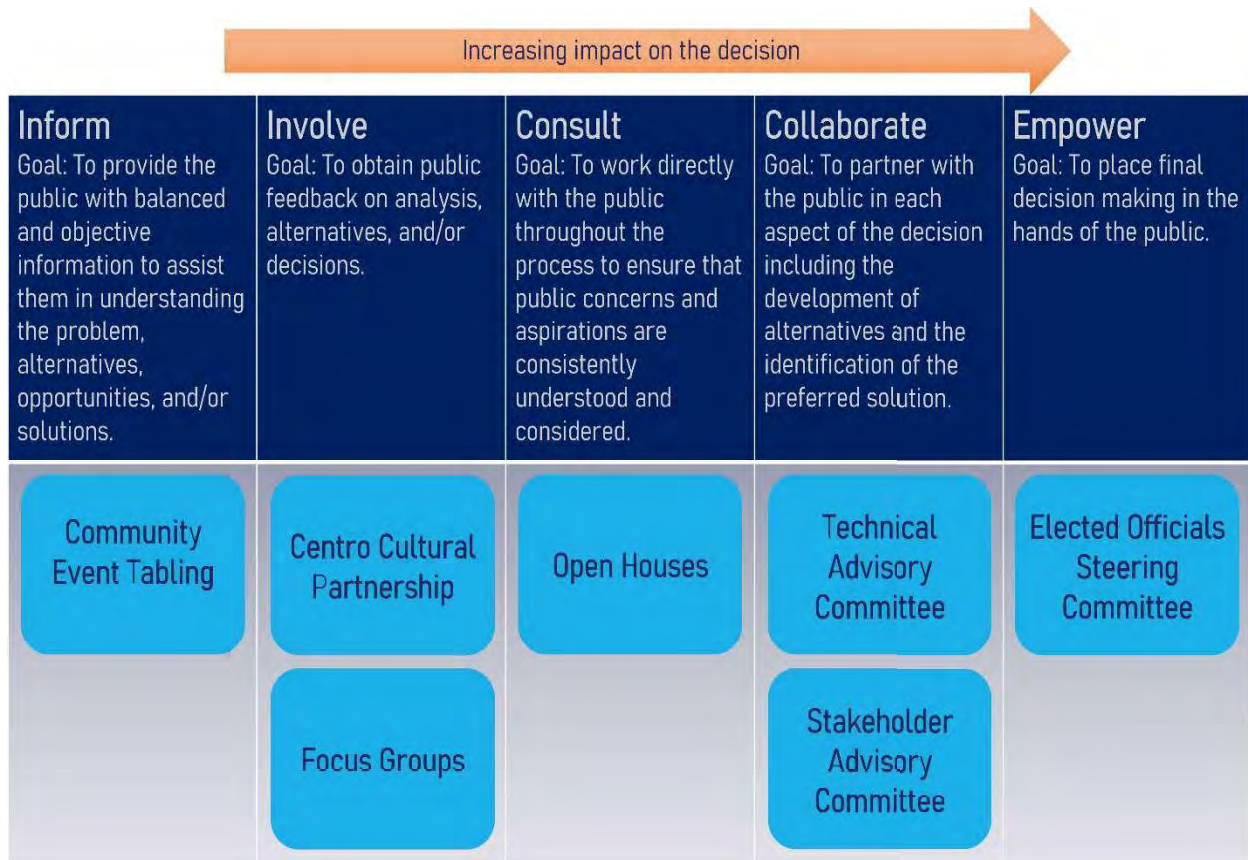 Increasing impact on the decision
Inform
Goal: To provide the
public with balanced
and objective
information to assist
them in understanding
the problem,
alternatives,
opportunities, and/or
solutions.
Involve
Goal: To obtain public
feedback on analysis,
alternatives, and/or
decisions.
Consult
Goal: To work directly
with the public
throughout the
process to ensure that
public concerns and
aspirations are
consistently
understood and
considered.
Collaborate
Goal: To partner with
the public in each
aspect of the decision
including the
development of
alternatives and the
identification of the
preferred solution.
Empower
Goal: To place final
decision making in the
hands of the public.
Community
Event Tabling
Centro Cultural
Partnership
Open Houses
Technical
Advisory
Committee
Elected Officials
Steering
Committee
Focus Groups
Stakeholder
Advisory
Committee